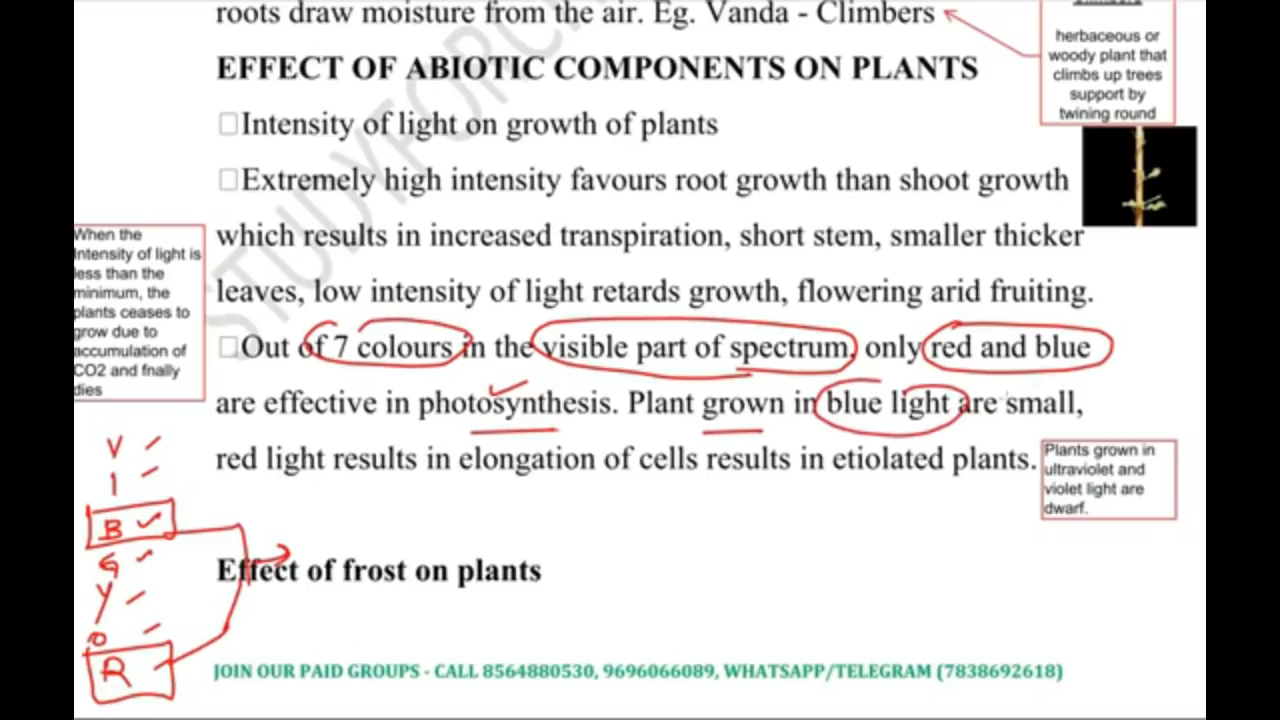 roots draw moisture from the air. Eg. Vanda - Climbers
herbaceous or
woody plant that
climbs up trees
support by
twining round
EFFECT OF ABIOTIC COMPONENTS ON PLANTS
Intensity of light on growth of plants
Extremely high intensity favours root growth than shoot growth
which results in increased transpiration, short stem, smaller thicker
leaves, low intensity of light retards growth, flowering arid fruiting.
When the
Intensity of light is
less than the
minimum, the
plants ceases to
grow due to
accumulation of
CO2 and fnally
dies
Out of 7 colours in the visible part of spectrum, only red and blue
are effective in photosynthesis. Plant grown in blue light are small,
red light results in elongation of cells results in etiolated plants.
Plants grown in
ultraviolet and
violet light are
dwarf.
V
I
B
G
Y
O
R
Effect of frost on plants
JOIN OUR PAID GROUPS - CALL 8564880530, 9696066089, WHATSAPP/TELEGRAM (7838692618)